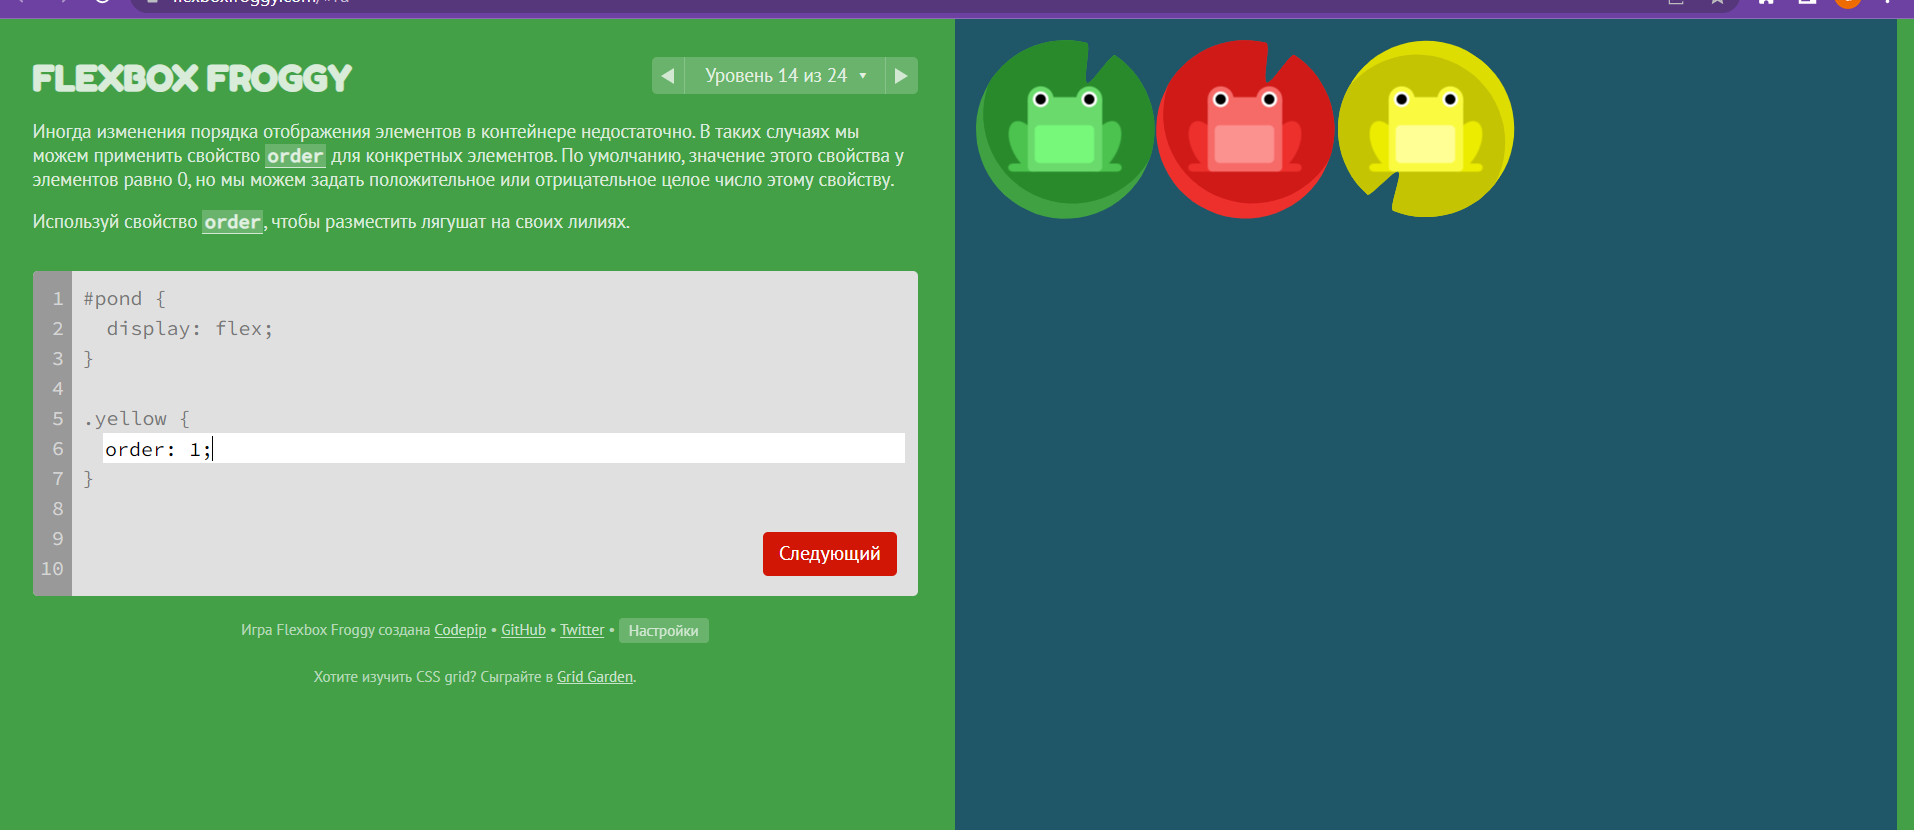 FLEXBOX FROGGY
Уровень 14 из 24
Иногда изменения порядка отображения элементов в контейнере недостаточно. В таких случаях мы
можем применить свойство order для конкретных элементов. По умолчанию, значение этого свойства у
элементов равно 0, но мы можем задать положительное или отрицательное целое число этому свойству.
Используй свойство order, чтобы разместить лягушат на своих лилиях.
1 #pond {
2 display: flex;
3 }
4
5 .yellow {
6 order: 1;
7 }
8
9
10
Следующий
Игра Flexbox Froggy создана Codepip • GitHub • Twitter • Настройки
Хотите изучить CSS grid? Сыграйте в Grid Garden.